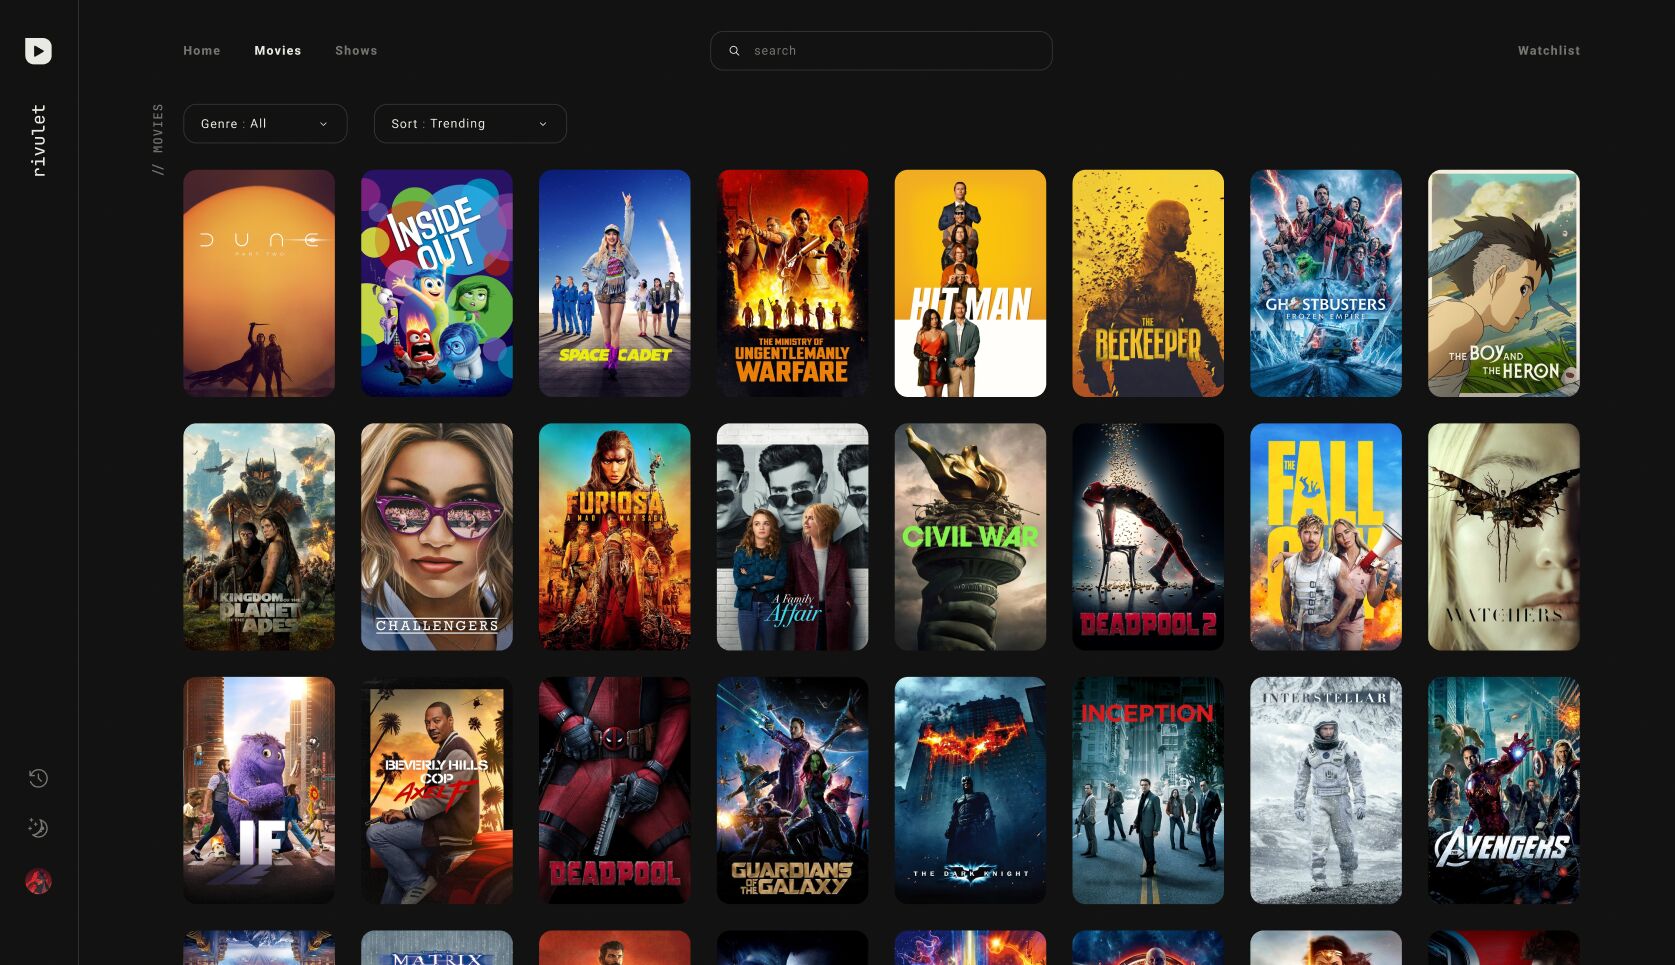 rivulet
Home
Movies
Shows
search
Watchlist
// MOVIES
Genre : All
Sort : Trending
DUNE
PART TWO
INSIDE
OUT
SPACE CADET
THE MINISTRY OF
UNGENTLEMANLY
WARFARE
HIT MAN
THE
BEEKEEPER
GHOSTBUSTERS
FROZEN EMPIRE
THE BOY AND
THE HERON
KINGDOM OF THE
PLANET
OF THE
APES
CHALLENGERS
FURIOSA
A MAD MAX SAGA
A Family
Affair
CIVIL WAR
DEADPOOL 2
THE
FALL
GUY
WATCHERS
IF
BEVERLY HILLS
COP
AXEL F
DEADPOOL
GUARDIANS
OF THE GALAXY
THE DARK KNIGHT
INCEPTION
INTERSTELLAR
AVENGERS
MATRIX